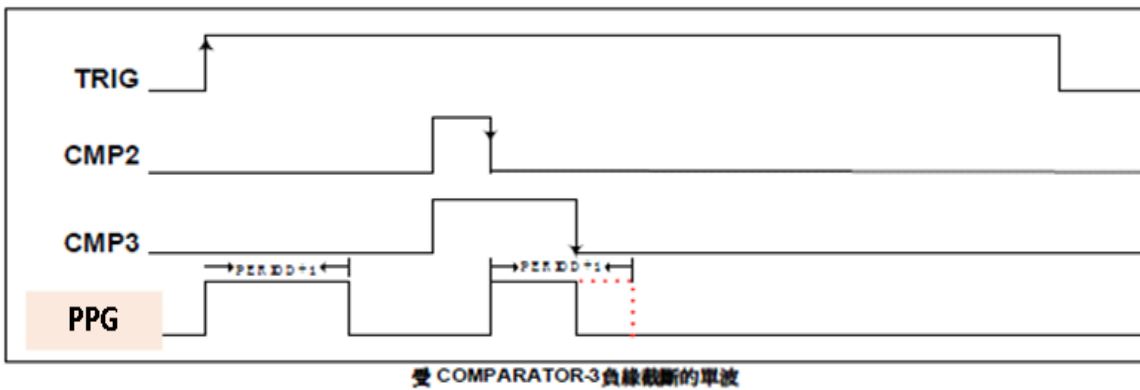 TRIG
CMP2
CMP3
PERIOD+1 PERIOD+1
PPG
受 COMPARATOR-3負緣截斷的單波